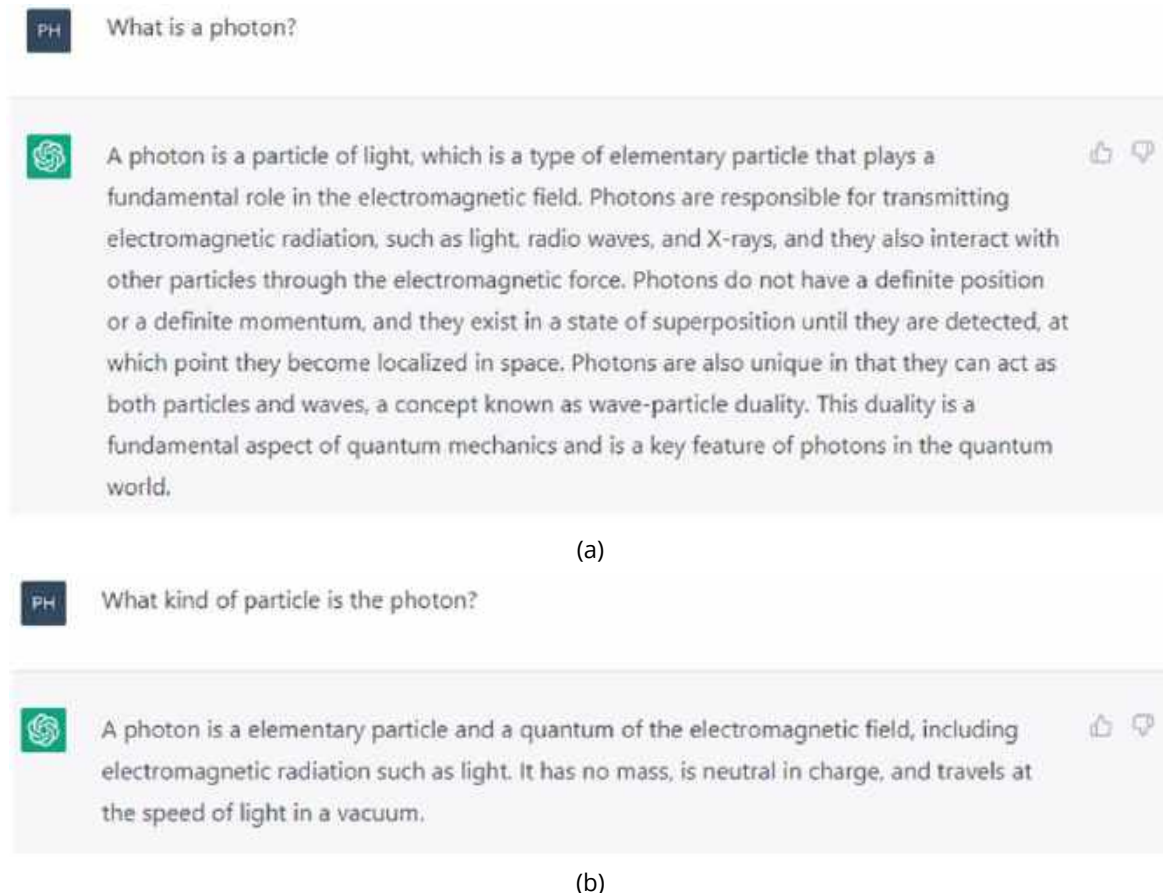 PH What is a photon?
A photon is a particle of light, which is a type of elementary particle that plays a
fundamental role in the electromagnetic field. Photons are responsible for transmitting
electromagnetic radiation, such as light, radio waves, and X-rays, and they also interact with
other particles through the electromagnetic force. Photons do not have a definite position
or a definite momentum, and they exist in a state of superposition until they are detected, at
which point they become localized in space. Photons are also unique in that they can act as
both particles and waves, a concept known as wave-particle duality. This duality is a
fundamental aspect of quantum mechanics and is a key feature of photons in the quantum
world.
(a)
PH What kind of particle is the photon?
A photon is a elementary particle and a quantum of the electromagnetic field, including
electromagnetic radiation such as light. It has no mass, is neutral in charge, and travels at
the speed of light in a vacuum.
(b)